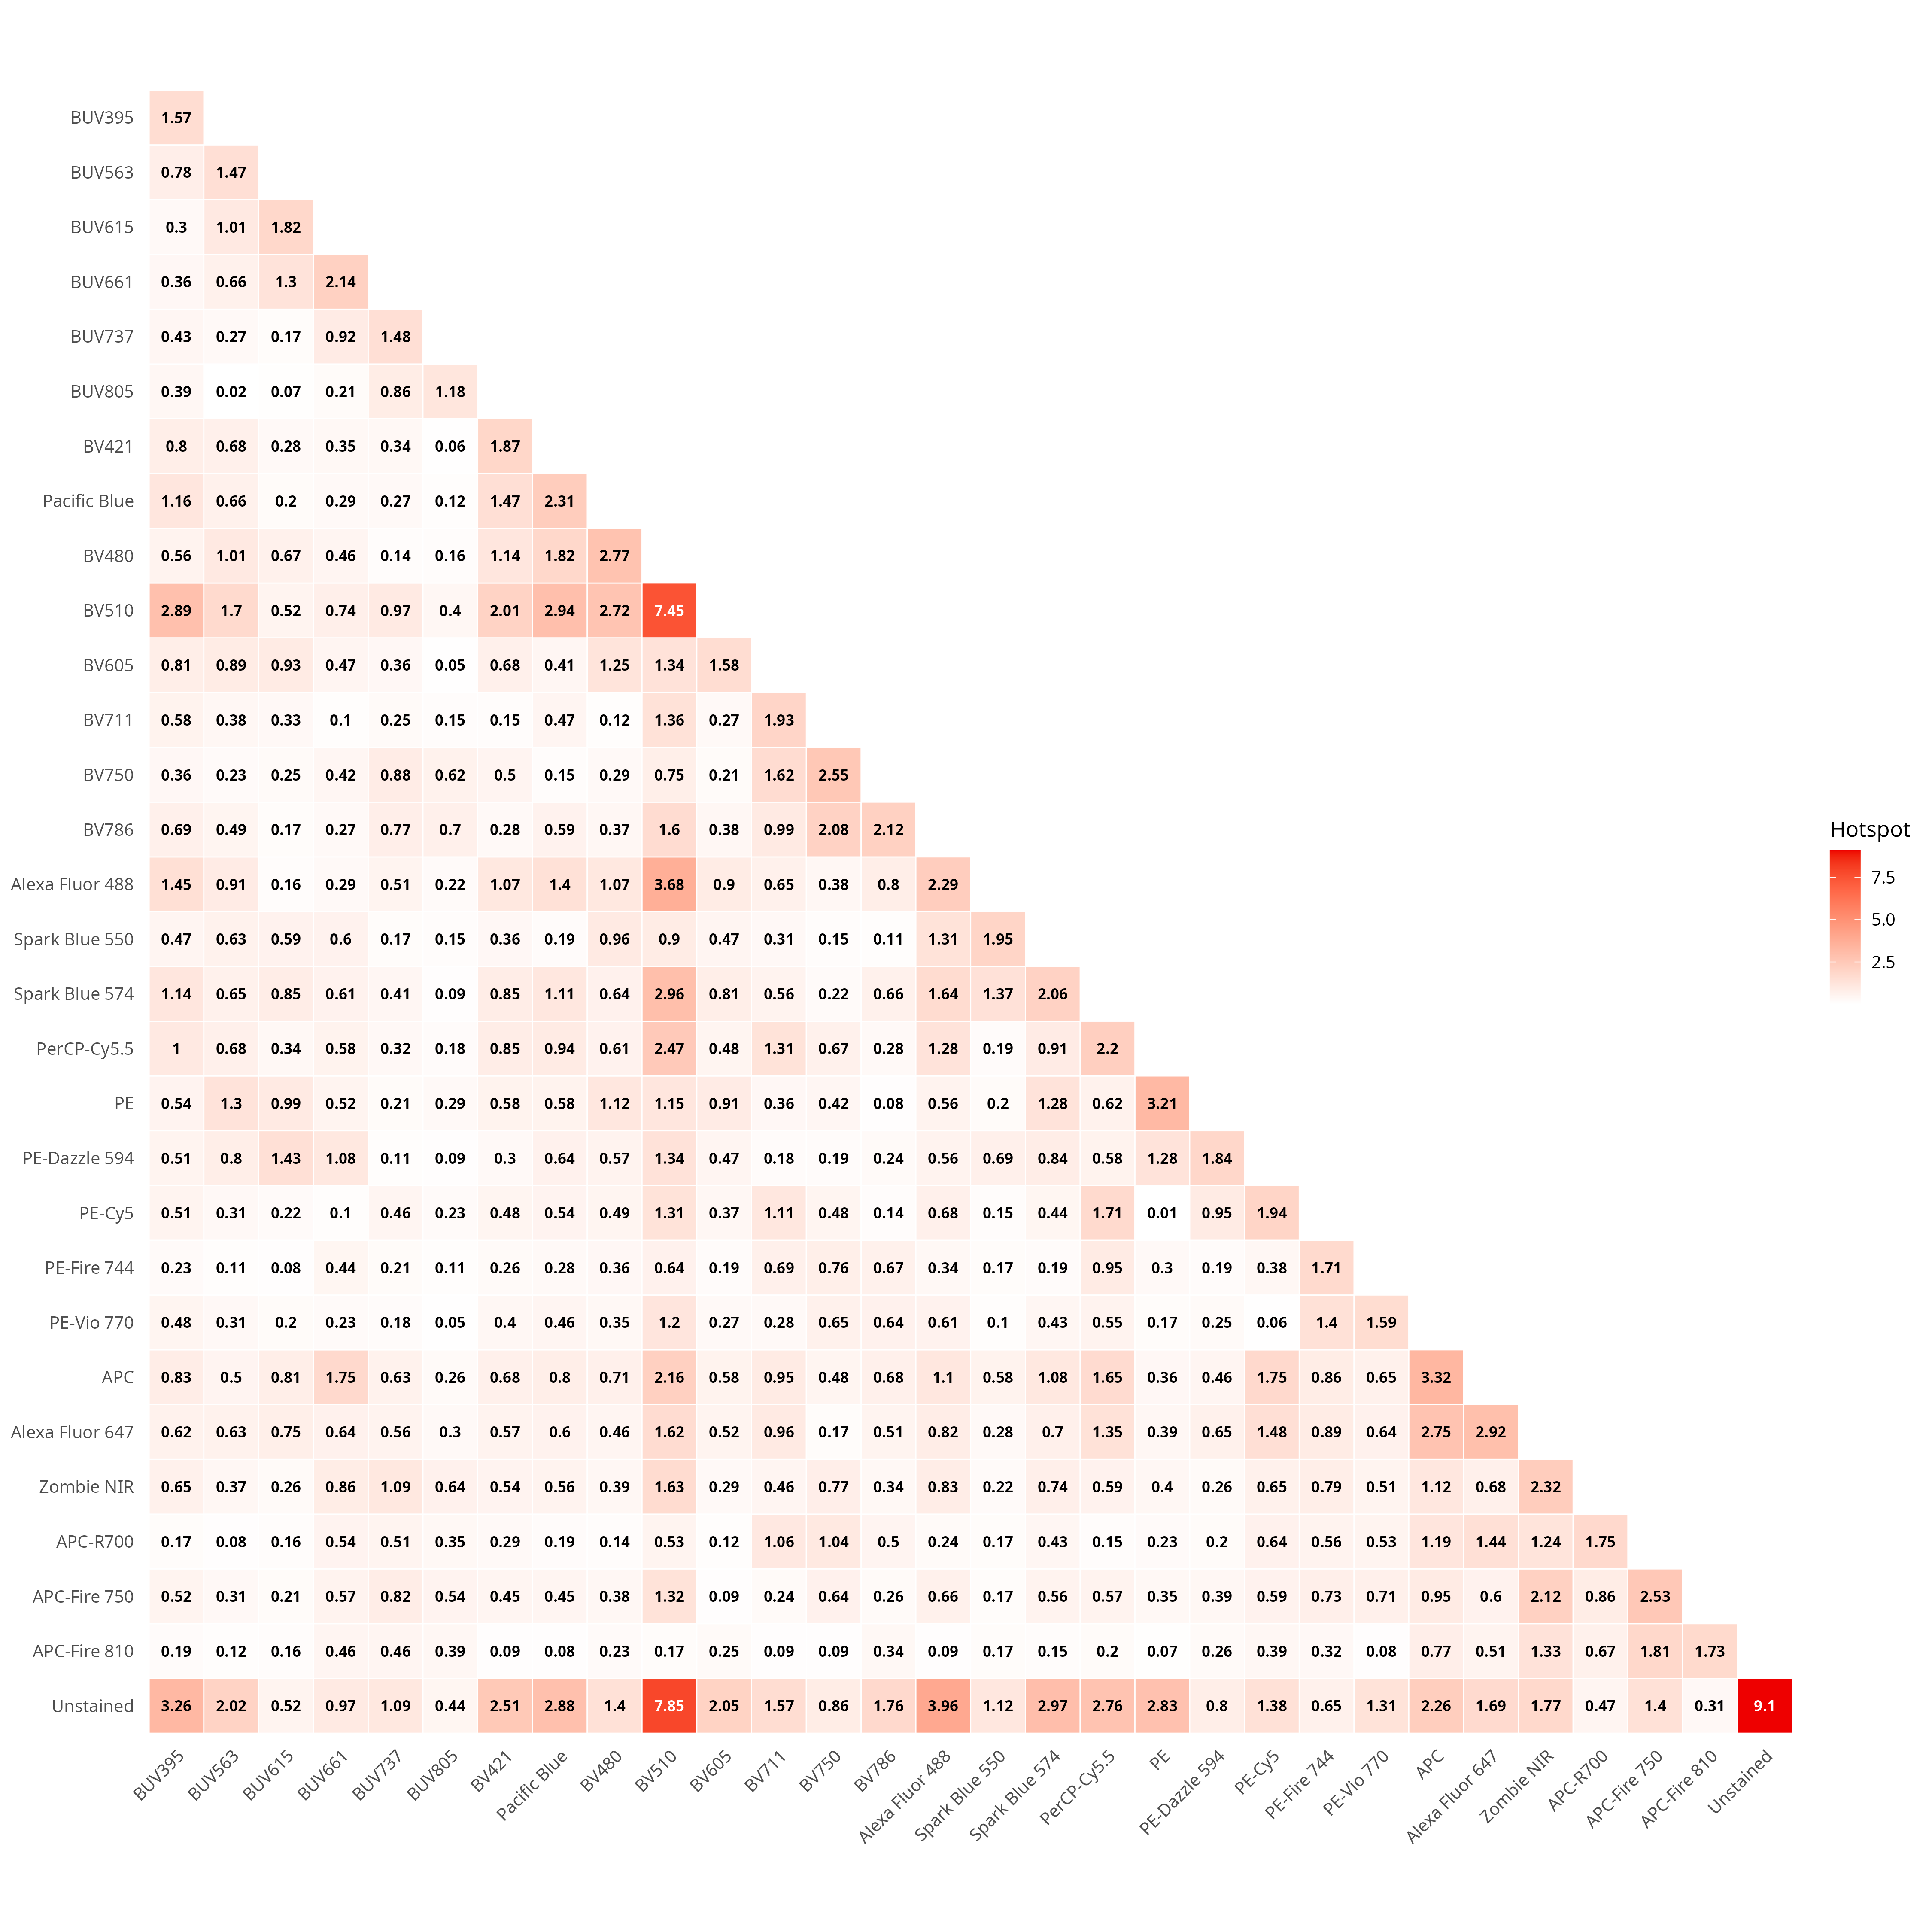 BUV395 1.57
BUV563 0.78 1.47
BUV615 0.3 1.01 1.82
BUV661 0.36 0.66 1.3 2.14
BUV737 0.43 0.27 0.17 0.92 1.48
BUV805 0.39 0.02 0.07 0.21 0.86 1.18
BV421 0.8 0.68 0.28 0.35 0.34 0.06 1.87
Pacific Blue 1.16 0.66 0.2 0.29 0.27 0.12 1.47 2.31
BV480 0.56 1.01 0.67 0.46 0.14 0.16 1.14 1.82 2.77
BV510 2.89 1.7 0.52 0.74 0.97 0.4 2.01 2.94 2.72 7.45
BV605 0.81 0.89 0.93 0.47 0.36 0.05 0.68 0.41 1.25 1.34 1.58
BV711 0.58 0.38 0.33 0.1 0.25 0.15 0.15 0.47 0.12 1.36 0.27 1.93
BV750 0.36 0.23 0.25 0.42 0.88 0.62 0.5 0.15 0.29 0.75 0.21 1.62 2.55
BV786 0.69 0.49 0.17 0.27 0.77 0.7 0.28 0.59 0.37 1.6 0.38 0.99 2.08 2.12
Alexa Fluor 488 1.45 0.91 0.16 0.29 0.51 0.22 1.07 1.4 1.07 3.68 0.9 0.65 0.38 0.8 2.29
Spark Blue 550 0.47 0.63 0.59 0.6 0.17 0.15 0.36 0.19 0.96 0.9 0.47 0.31 0.15 0.11 1.31 1.95
Spark Blue 574 1.14 0.65 0.85 0.61 0.41 0.09 0.85 1.11 0.64 2.96 0.81 0.56 0.22 0.66 1.64 1.37 2.06
PerCP-Cy5.5 1 0.68 0.34 0.58 0.32 0.18 0.85 0.94 0.61 2.47 0.48 1.31 0.67 0.28 1.28 0.19 0.91 2.2
PE 0.54 1.3 0.99 0.52 0.21 0.29 0.58 0.58 1.12 1.15 0.91 0.36 0.42 0.08 0.56 0.2 1.28 0.62 3.21
PE-Dazzle 594 0.51 0.8 1.43 1.08 0.11 0.09 0.3 0.64 0.57 1.34 0.47 0.18 0.19 0.24 0.56 0.69 0.84 0.58 1.28 1.84
PE-Cy5 0.51 0.31 0.22 0.1 0.46 0.23 0.48 0.54 0.49 1.31 0.37 1.11 0.48 0.14 0.68 0.15 0.44 1.71 0.01 0.95 1.94
PE-Fire 744 0.23 0.11 0.08 0.44 0.21 0.11 0.26 0.28 0.36 0.64 0.19 0.69 0.76 0.67 0.34 0.17 0.19 0.95 0.3 0.19 0.38 1.71
PE-Vio 770 0.48 0.31 0.2 0.23 0.18 0.05 0.4 0.46 0.35 1.2 0.27 0.28 0.65 0.64 0.61 0.1 0.43 0.55 0.17 0.25 0.06 1.4 1.59
APC 0.83 0.5 0.81 1.75 0.63 0.26 0.68 0.8 0.71 2.16 0.58 0.95 0.48 0.68 1.1 0.58 1.08 1.65 0.36 0.46 1.75 0.86 0.65 3.32
Alexa Fluor 647 0.62 0.63 0.75 0.64 0.56 0.3 0.57 0.6 0.46 1.62 0.52 0.96 0.17 0.51 0.82 0.28 0.7 1.35 0.39 0.65 1.48 0.89 0.64 2.75 2.92
Zombie NIR 0.65 0.37 0.26 0.86 1.09 0.64 0.54 0.56 0.39 1.63 0.29 0.46 0.77 0.34 0.83 0.22 0.74 0.59 0.4 0.26 0.65 0.79 0.51 1.12 0.68 2.32
APC-R700 0.17 0.08 0.16 0.54 0.51 0.35 0.29 0.19 0.14 0.53 0.12 1.06 1.04 0.5 0.24 0.17 0.43 0.15 0.23 0.2 0.64 0.56 0.53 1.19 1.44 1.24 1.75
APC-Fire 750 0.52 0.31 0.21 0.57 0.82 0.54 0.45 0.45 0.38 1.32 0.09 0.24 0.64 0.26 0.66 0.17 0.56 0.57 0.35 0.39 0.59 0.73 0.71 0.95 0.6 2.12 0.86 2.53
APC-Fire 810 0.19 0.12 0.16 0.46 0.46 0.39 0.09 0.08 0.23 0.17 0.25 0.09 0.09 0.34 0.09 0.17 0.15 0.2 0.07 0.26 0.39 0.32 0.08 0.77 0.51 1.33 0.67 1.81 1.73
Unstained 3.26 2.02 0.52 0.97 1.09 0.44 2.51 2.88 1.4 7.85 2.05 1.57 0.86 1.76 3.96 1.12 2.97 2.76 2.83 0.8 1.38 0.65 1.31 2.26 1.69 1.77 0.47 1.4 0.31 9.1
BUV395 BUV563 BUV615 BUV661 BUV737 BUV805 BV421 Pacific Blue BV480 BV510 BV605 BV711 BV750 BV786 Alexa Fluor 488 Spark Blue 550 Spark Blue 574 PerCP-Cy5.5 PE PE-Dazzle 594 PE-Cy5 PE-Fire 744 PE-Vio 770 APC Alexa Fluor 647 Zombie NIR APC-R700 APC-Fire 750 APC-Fire 810 Unstained
Hotspot
7.5
5.0
2.5